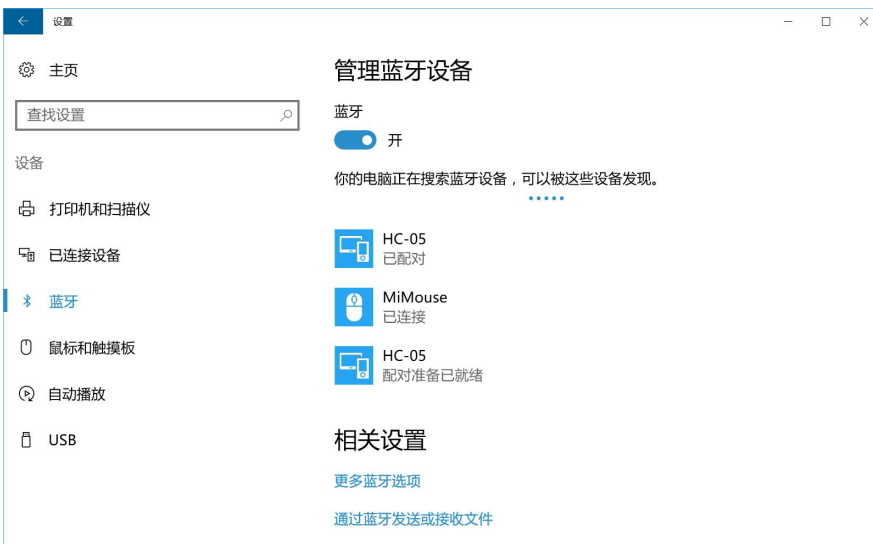 设置
主页
查找设置
设备
打印机和扫描仪
已连接设备
蓝牙
鼠标和触摸板
自动播放
USB
管理蓝牙设备
蓝牙
开
你的电脑正在搜索蓝牙设备，可以被这些设备发现。
HC-05
已配对
MiMouse
已连接
HC-05
配对准备已就绪
相关设置
更多蓝牙选项
通过蓝牙发送或接收文件